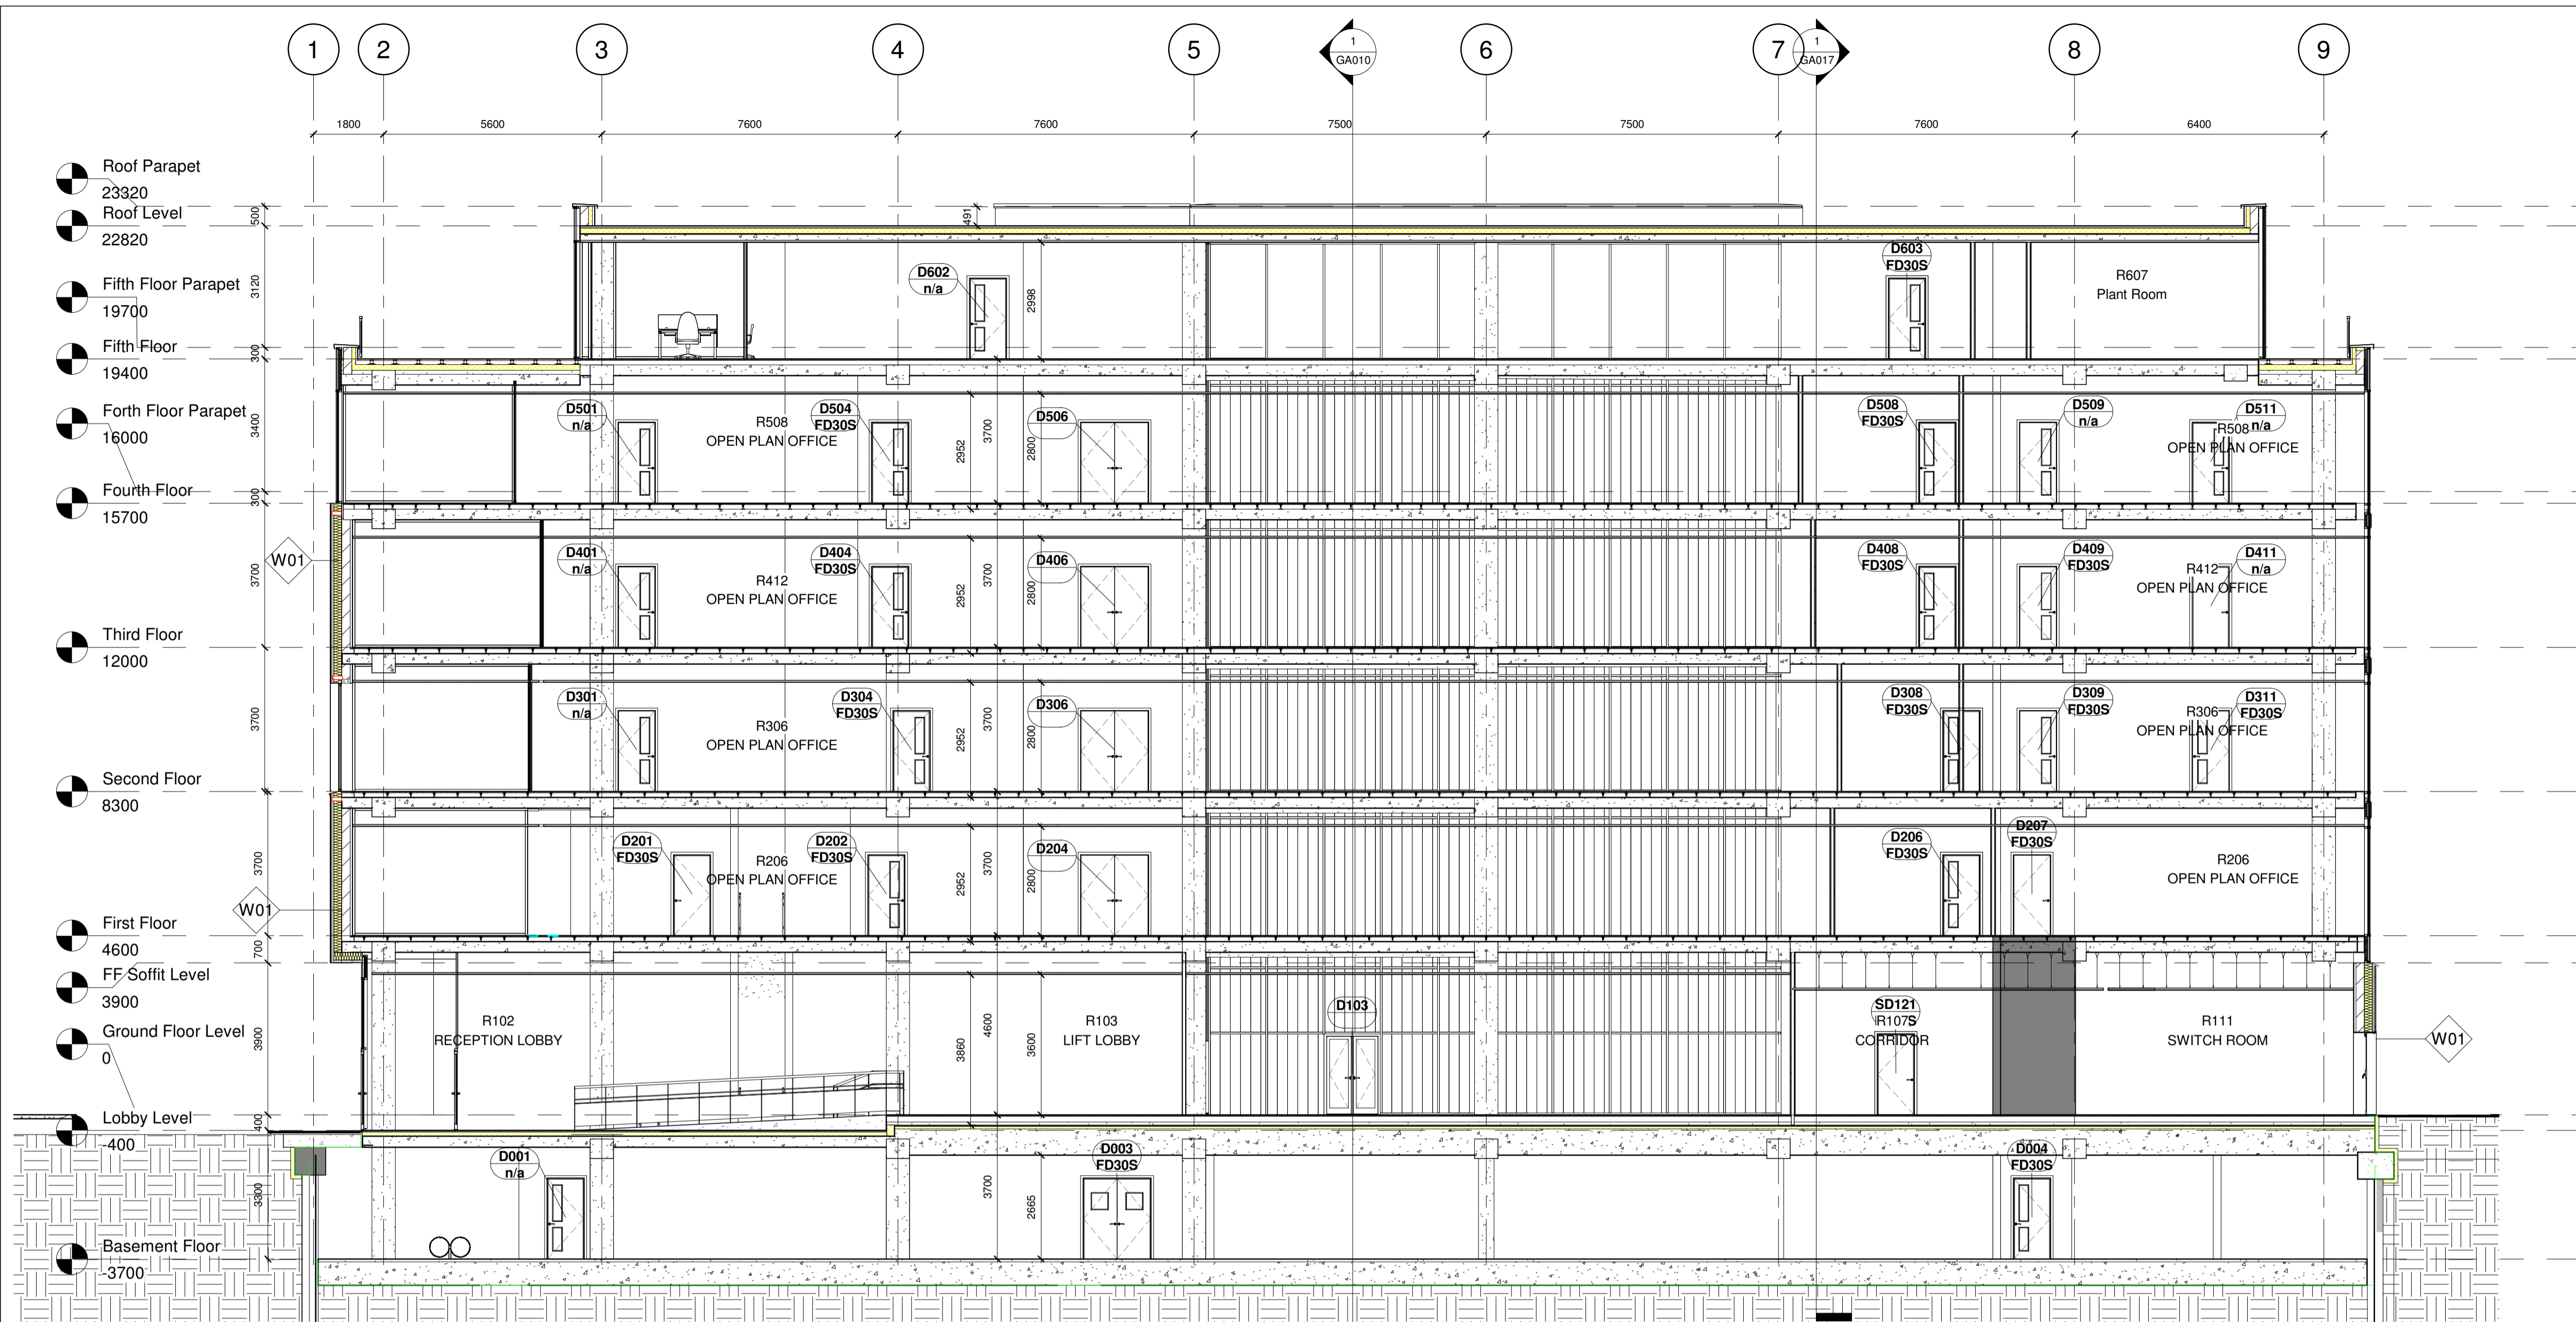 1
2
3
4
5
1
GA010
6
7
1
GA017
8
9
1800
5600
7600
7600
7500
7500
7600
6400
Roof Parapet
23320
Roof Level
22820
Fifth Floor Parapet
19700
Fifth Floor
19400
Forth Floor Parapet
16000
Fourth Floor
15700
Third Floor
12000
Second Floor
8300
First Floor
4600
FF Soffit Level
3900
Ground Floor Level
0
Lobby Level
-400
Basement Floor
-3700
500
3120
300
3400
300
3700
3700
3700
700
3900
400
3300
W01
W01
W01
491
D602
n/a
2998
D603
FD30S
R607
Plant Room
D501
n/a
R508
OPEN PLAN OFFICE
D504
FD30S
2952
3700
2800
D506
D508
FD30S
D509
n/a
D511
n/a
R508
OPEN PLAN OFFICE
D401
n/a
R412
OPEN PLAN OFFICE
D404
FD30S
2952
3700
2800
D406
D408
FD30S
D409
FD30S
D411
n/a
R412
OPEN PLAN OFFICE
D301
n/a
R306
OPEN PLAN OFFICE
D304
FD30S
2952
3700
2800
D306
D308
FD30S
D309
FD30S
D311
FD30S
R306
OPEN PLAN OFFICE
D201
FD30S
R206
OPEN PLAN OFFICE
D202
FD30S
2952
3700
2800
D204
D206
FD30S
D207
FD30S
R206
OPEN PLAN OFFICE
R102
RECEPTION LOBBY
3860
4600
3600
R103
LIFT LOBBY
D103
SD121
R107
CORRIDOR
R111
SWITCH ROOM
D001
n/a
3700
2665
D003
FD30S
D004
FD30S